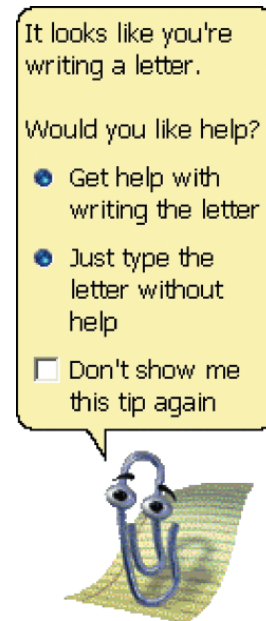 It looks like you're
writing a letter.
Would you like help?
Get help with
writing the letter
Just type the
letter without
help
Don't show me
this tip again